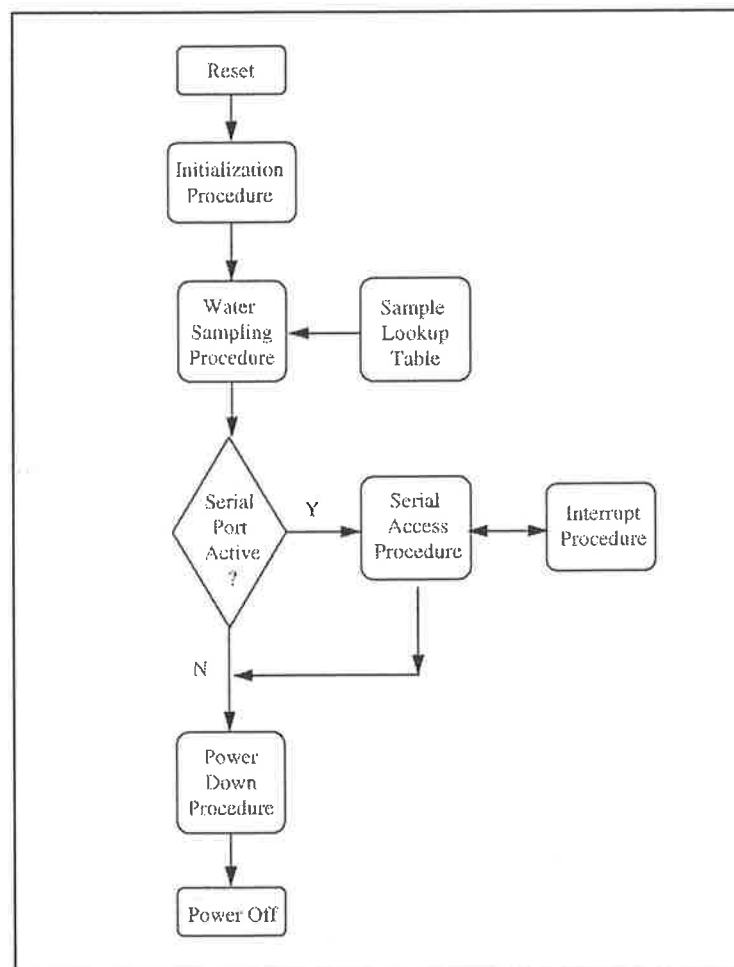 Reset
Initialization
Procedure
Water
Sampling
Procedure
Sample
Lookup
Table
Serial
Port
Active
?
Y
Serial
Access
Procedure
Interrupt
Procedure
N
Power
Down
Procedure
Power Off